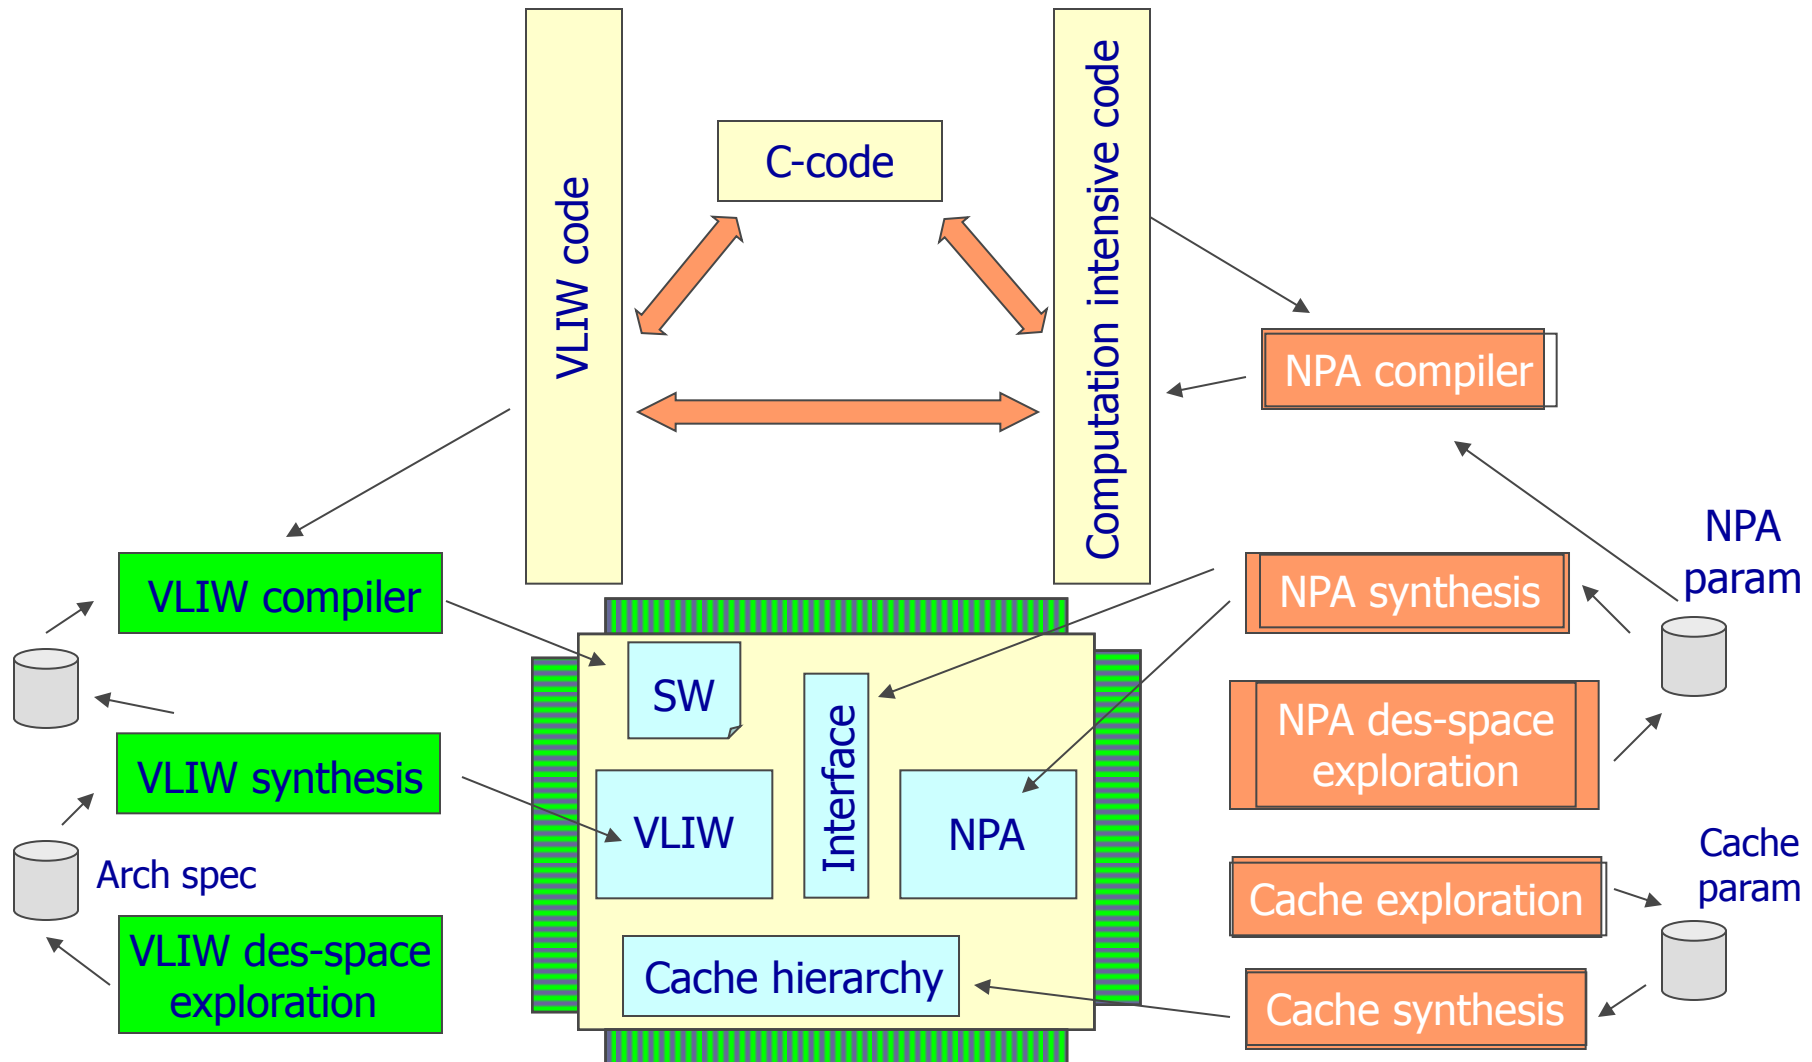 VLIW code
C-code
Computation intensive code
NPA compiler
NPA
param
VLIW compiler
NPA synthesis
SW
Interface
NPA des-space
exploration
VLIW synthesis
VLIW
NPA
Arch spec
Cache
param
Cache exploration
VLIW des-space
exploration
Cache hierarchy
Cache synthesis